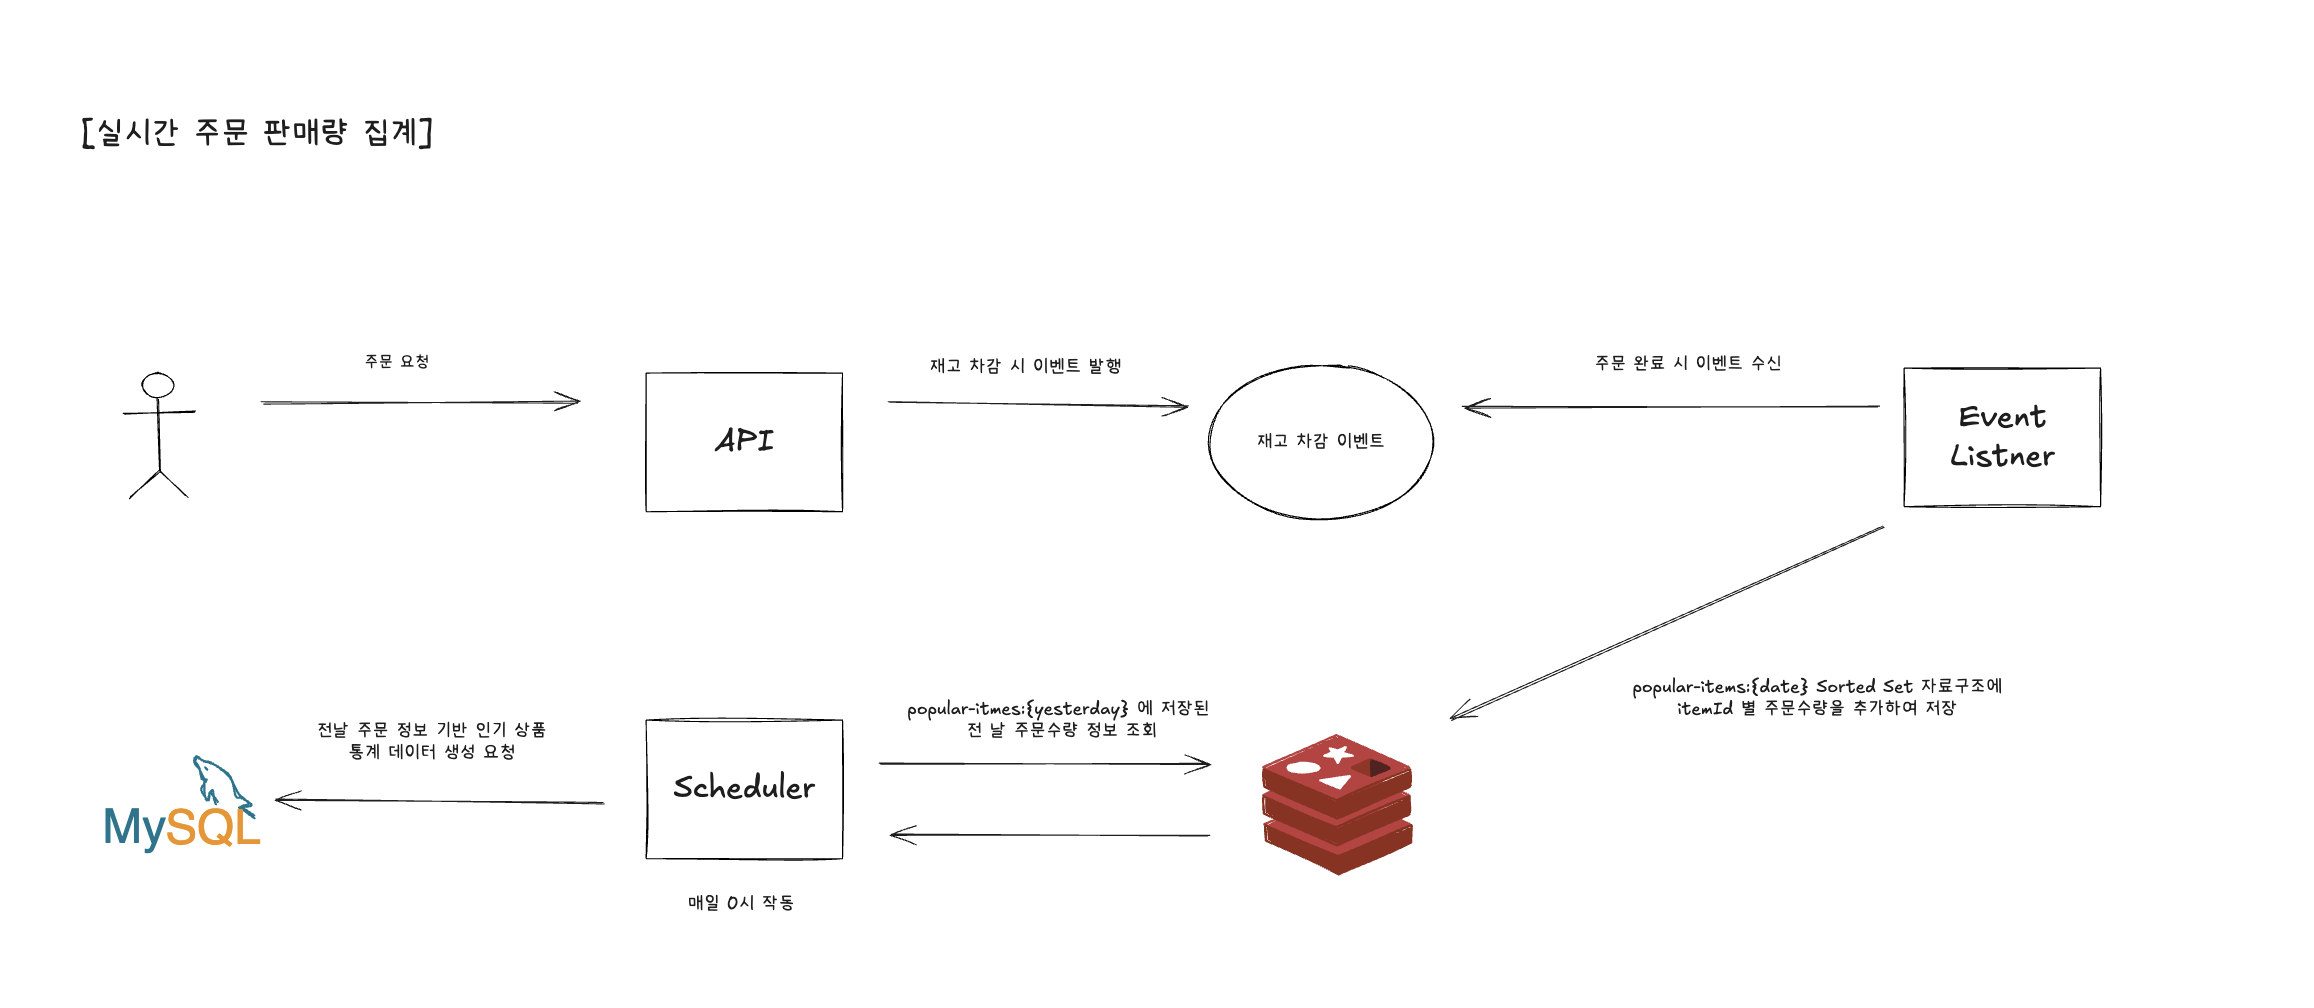 [실시간 주문 판매량 집계]
주문 요청
재고 차감 시 이벤트 발행
주문 완료 시 이벤트 수신
API
재고 차감 이벤트
Event
Listner
popular-items:{date} Sorted Set 자료구조에
itemId 별 주문수량을 추가하여 저장
popular-itmes:{yesterday} 에 저장된
전 날 주문수량 정보 조회
전날 주문 정보 기반 인기 상품
통계 데이터 생성 요청
Scheduler
MySQL
매일 0시 작동